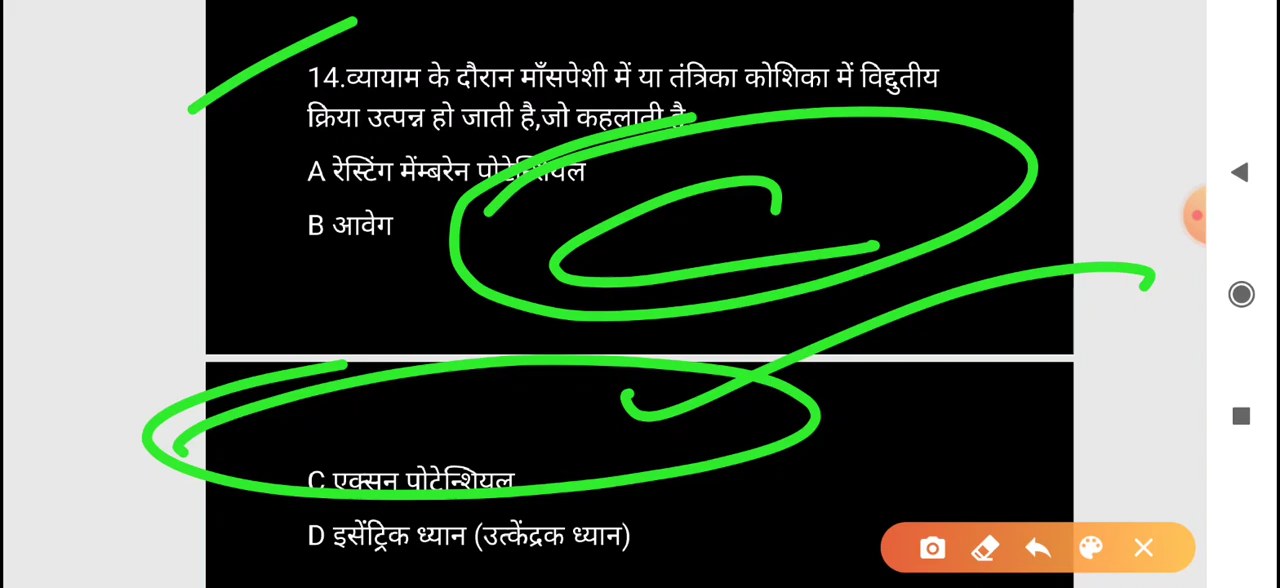 14.व्यायाम के दौरान माँसपेशी में या तंत्रिका कोशिका में विद्दुतीय
क्रिया उत्पन्न हो जाती है,जो कहलाती है
A रेस्टिंग मेंम्बरेन पोटेन्शियल
B आवेग
C एक्सन पोटेन्शियल
D इसेंट्रिक ध्यान (उत्केंद्रक ध्यान)